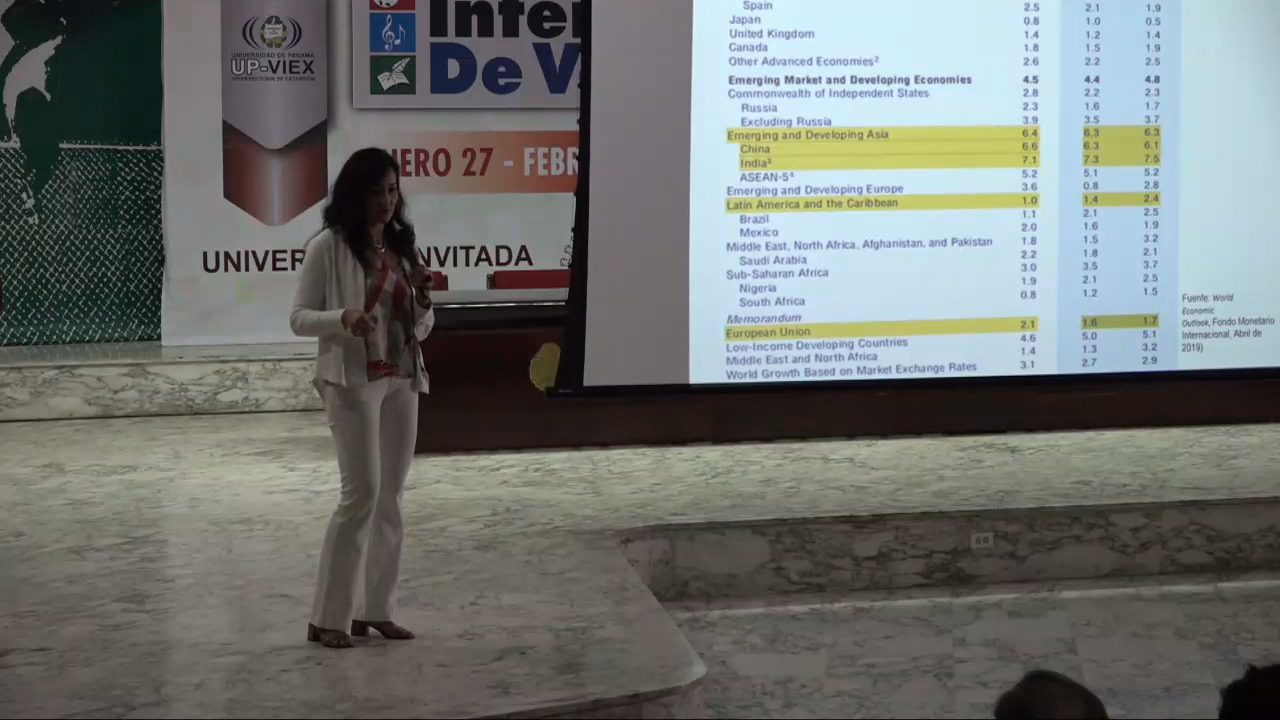 UNIVERSIDAD DE PANAMÁ
UP-VIEX
VICERRECTORÍA DE EXTENSIÓN
Inter
De V
ERO 27 - FEBR
UNIVER
NVITADA
Spain 2.5 2.1 1.9
Japan 0.8 1.0 0.5
United Kingdom 1.4 1.2 1.4
Canada 1.8 1.5 1.9
Other Advanced Economies² 2.6 2.2 2.5
Emerging Market and Developing Economies 4.5 4.4 4.8
Commonwealth of Independent States 2.8 2.2 2.3
Russia 2.3 1.6 1.7
Excluding Russia 3.9 3.5 3.7
Emerging and Developing Asia 6.4 6.3 6.3
China 6.6 6.3 6.1
India³ 7.1 7.3 7.5
ASEAN-5⁴ 5.2 5.1 5.2
Emerging and Developing Europe 3.6 0.8 2.8
Latin America and the Caribbean 1.0 1.4 2.4
Brazil 1.1 2.1 2.5
Mexico 2.0 1.6 1.9
Middle East, North Africa, Afghanistan, and Pakistan 1.8 1.5 3.2
Saudi Arabia 2.2 1.8 2.1
Sub-Saharan Africa 3.0 3.5 3.7
Nigeria 1.9 2.1 2.5
South Africa 0.8 1.2 1.5
Memorandum
European Union 2.1 1.6 1.7
Low-Income Developing Countries 4.6 5.0 5.1
Middle East and North Africa 1.4 1.3 3.2
World Growth Based on Market Exchange Rates 3.1 2.7 2.9
Fuente: World
Economic
Outlook, Fondo Monetario
Internacional, Abril de
2019)